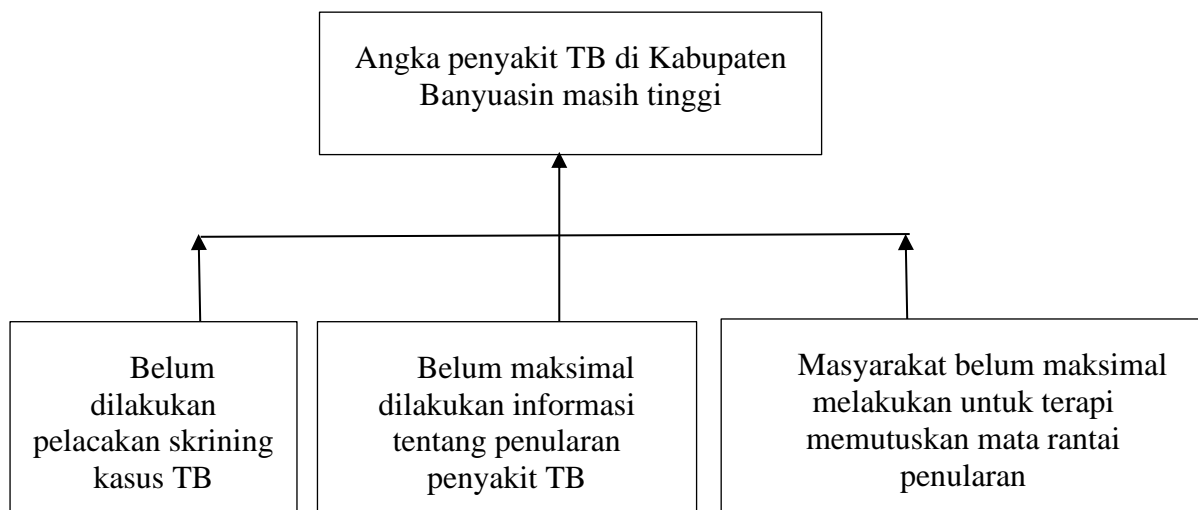 Angka penyakit TB di Kabupaten
Banyuasin masih tinggi
Belum
dilakukan
pelacakan skrining
kasus TB
Belum maksimal
dilakukan informasi
tentang penularan
penyakit TB
Masyarakat belum maksimal
melakukan untuk terapi
memutuskan mata rantai
penularan